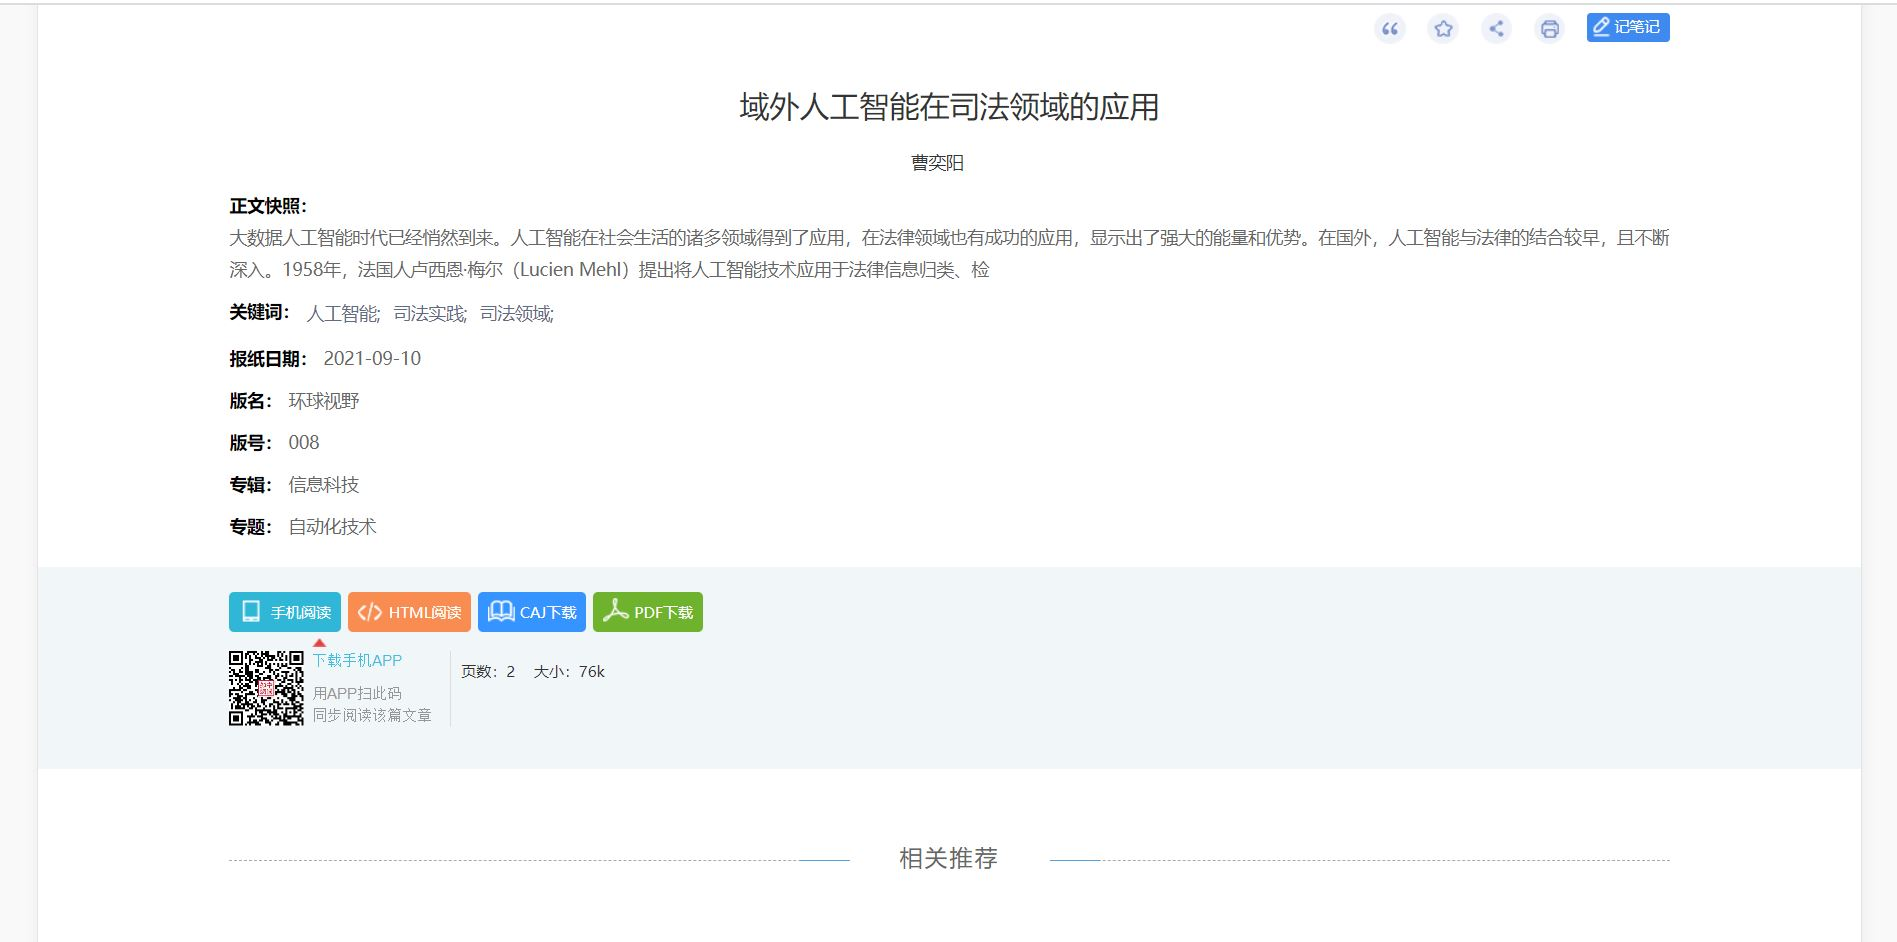 记笔记
域外人工智能在司法领域的应用
曹奕阳
正文快照：
大数据人工智能时代已经悄然到来。人工智能在社会生活的诸多领域得到了应用，在法律领域也有成功的应用，显示出了强大的能量和优势。在国外，人工智能与法律的结合较早，且不断
深入。1958年，法国人卢西恩·梅尔（Lucien Mehl）提出将人工智能技术应用于法律信息归类、检
关键词： 人工智能; 司法实践; 司法领域;
报纸日期： 2021-09-10
版名： 环球视野
版号： 008
专辑： 信息科技
专题： 自动化技术
手机阅读 HTML阅读 CAJ下载 PDF下载
下载手机APP
用APP扫此码
同步阅读该篇文章
页数：2 大小：76k
相关推荐